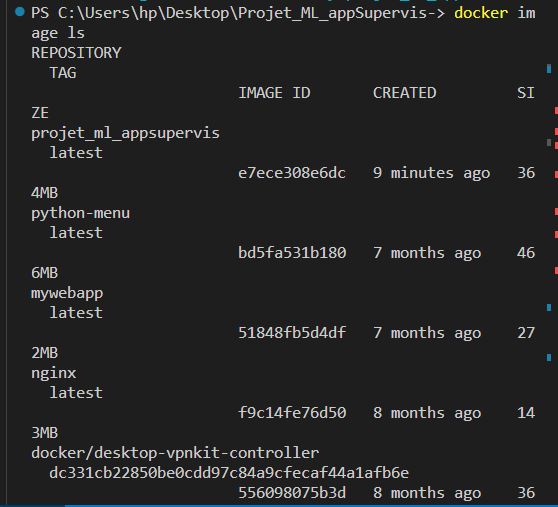 PS C:\Users\hp\Desktop\Projet_ML_appSupervis-> docker im
age ls
REPOSITORY
TAG
IMAGE ID CREATED SI
ZE
projet_ml_appsupervis
latest
e7ece308e6dc 9 minutes ago 36
4MB
python-menu
latest
bd5fa531b180 7 months ago 46
6MB
mywebapp
latest
51848fb5d4df 7 months ago 27
2MB
nginx
latest
f9c14fe76d50 8 months ago 14
3MB
docker/desktop-vpnkit-controller
dc331cb22850be0cdd97c84a9cfecaf44a1afb6e
556098075b3d 8 months ago 36